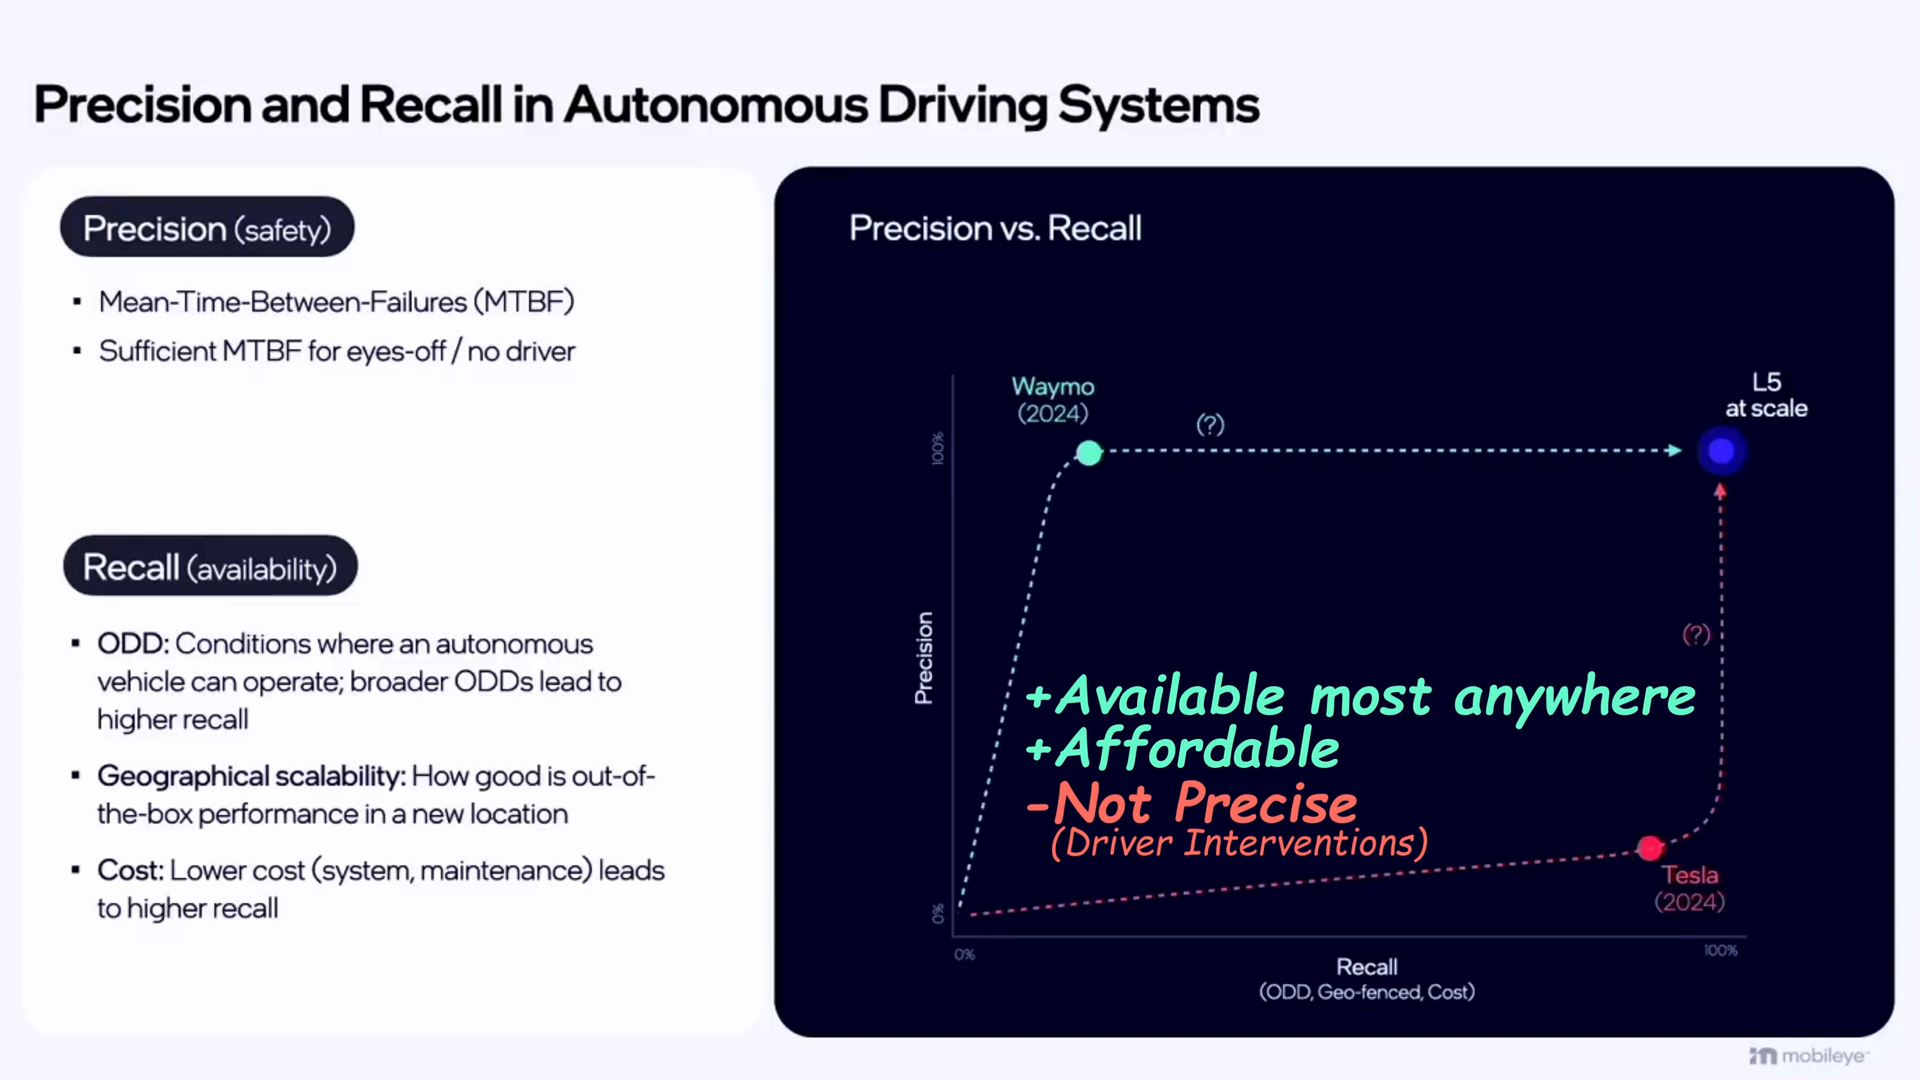 Precision and Recall in Autonomous Driving Systems
Precision (safety)
▪ Mean-Time-Between-Failures (MTBF)
▪ Sufficient MTBF for eyes-off / no driver
Recall (availability)
▪ ODD: Conditions where an autonomous
vehicle can operate; broader ODDs lead to
higher recall
▪ Geographical scalability: How good is out-of-
the-box performance in a new location
▪ Cost: Lower cost (system, maintenance) leads
to higher recall
Precision vs. Recall
Waymo
(2024)
(?)
L5
at scale
100%
Precision
(?)
+Available most anywhere
+Affordable
-Not Precise
(Driver Interventions)
Tesla
(2024)
0%
0%
100%
Recall
(ODD, Geo-fenced, Cost)
mobileye™